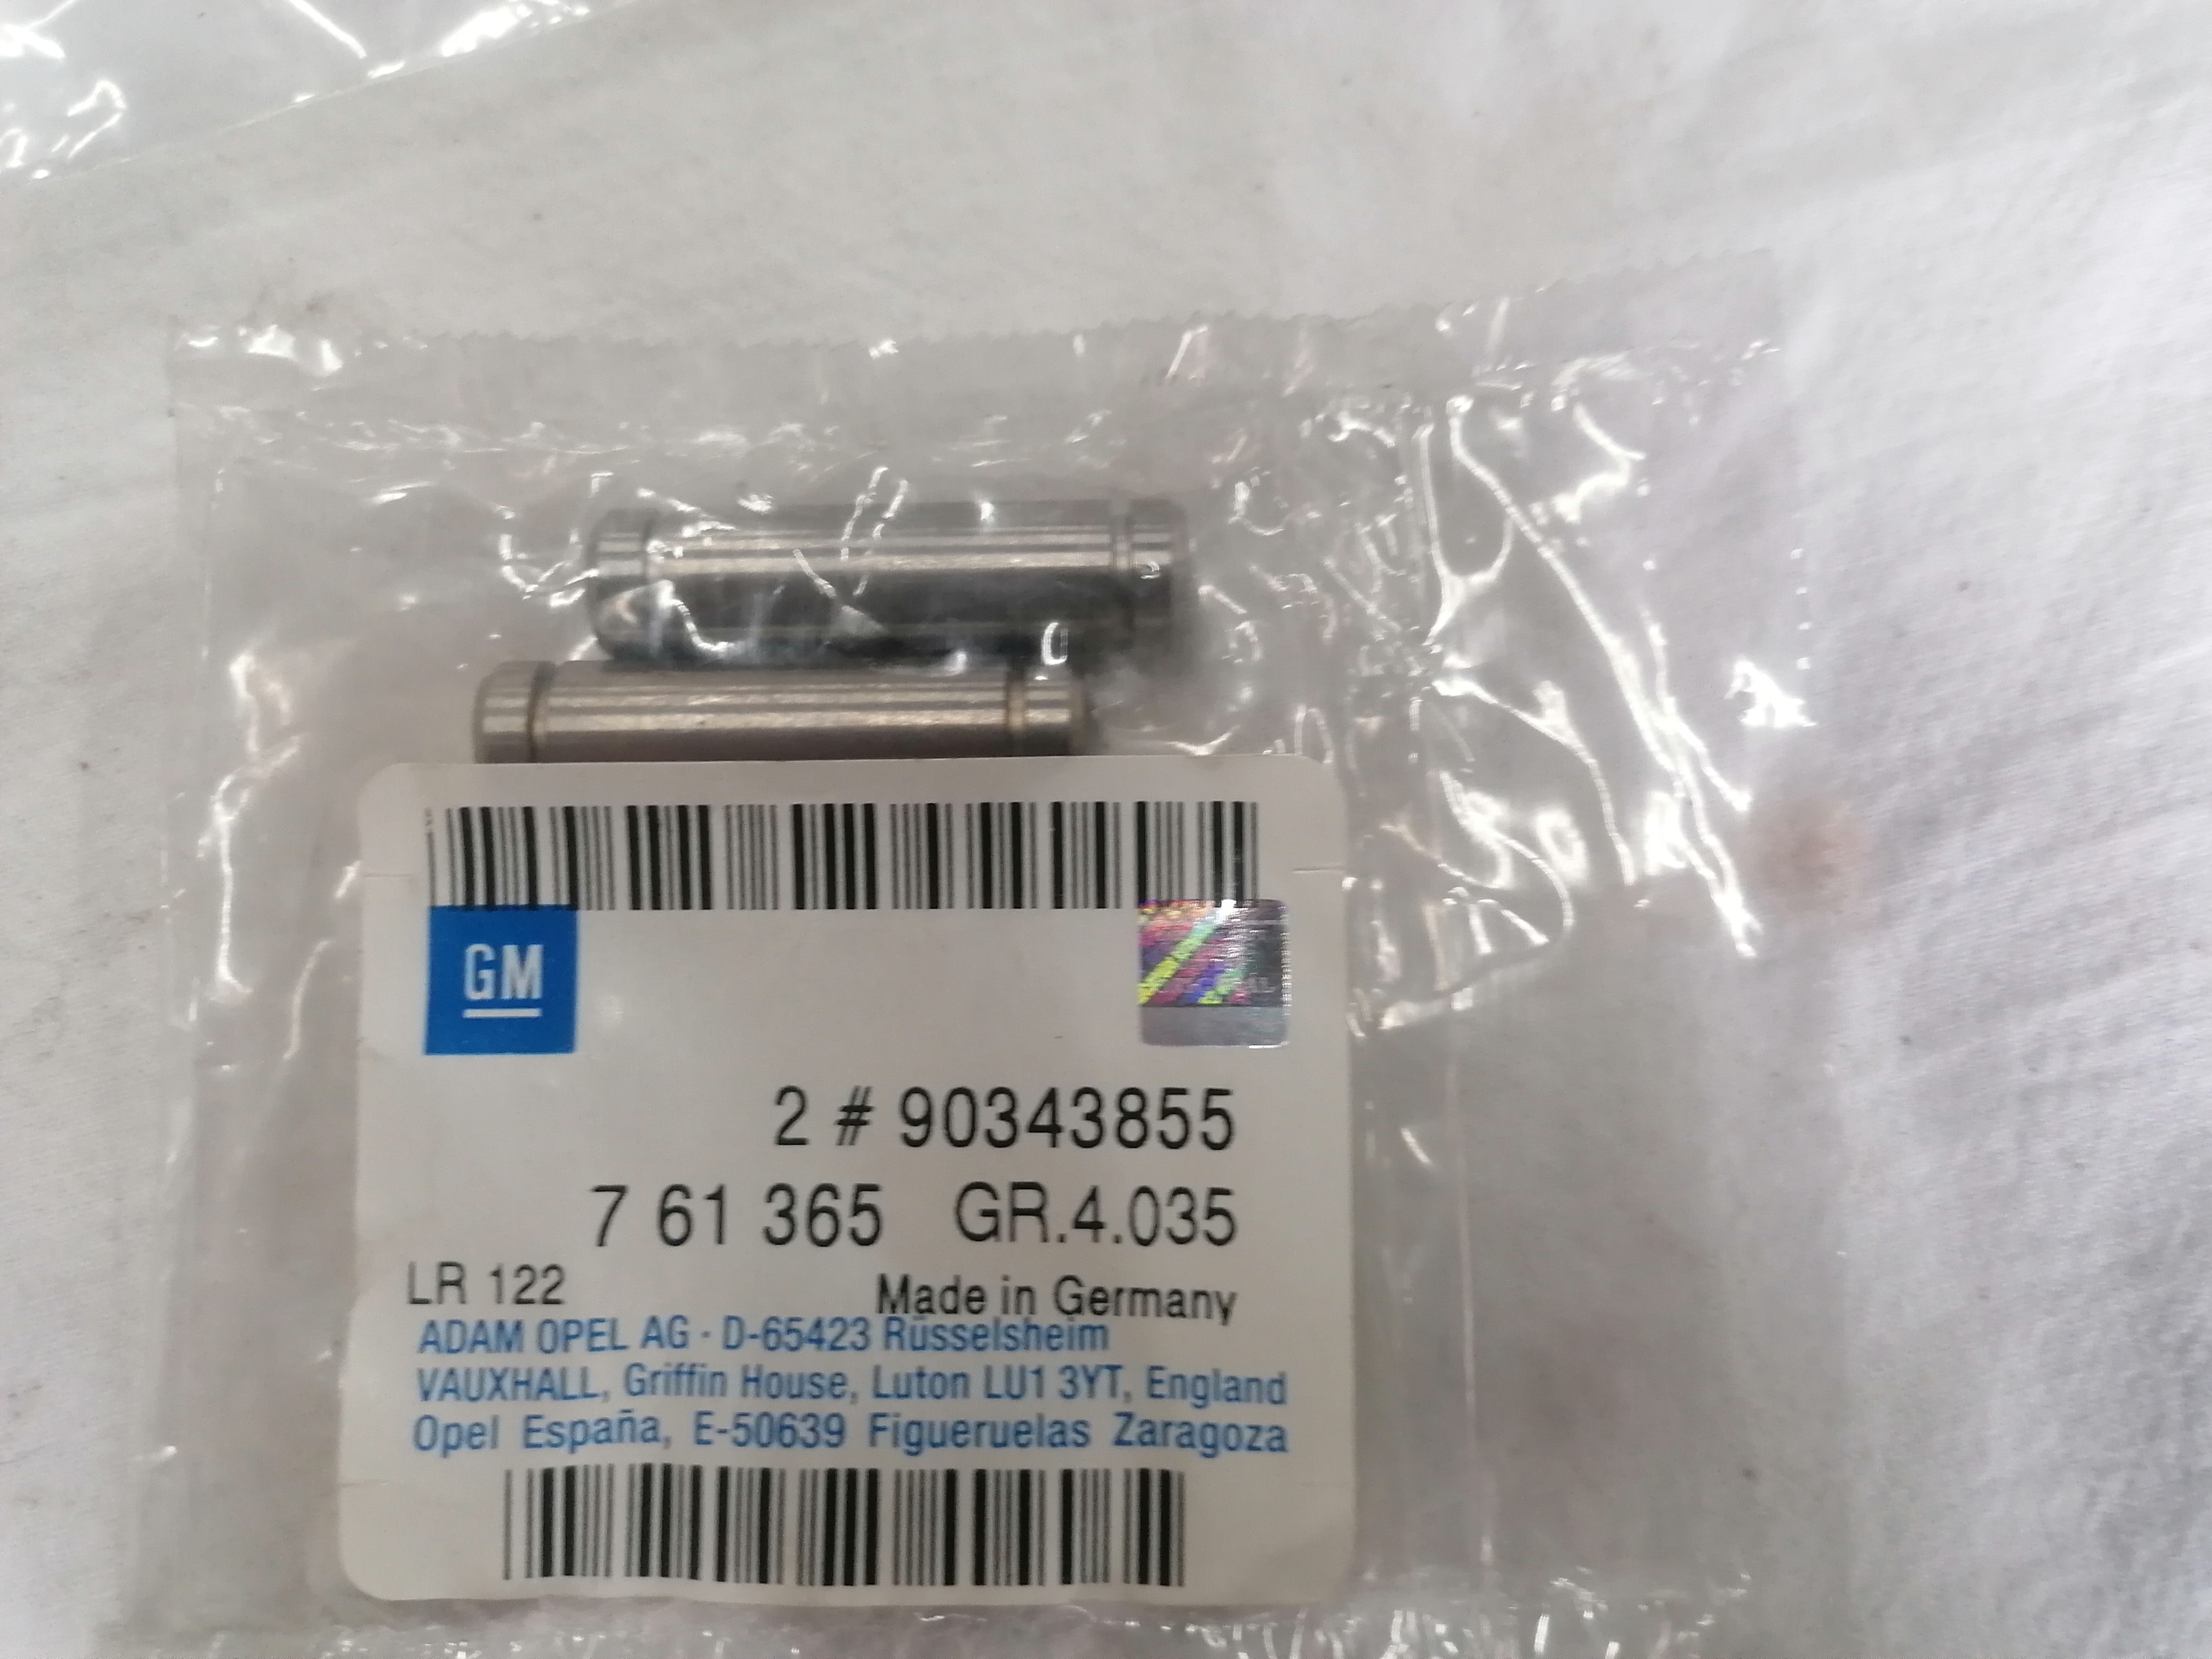 GM
2 # 90343855
7 61 365 GR.4.035
LR 122 Made in Germany
ADAM OPEL AG · D-65423 Rüsselsheim
VAUXHALL, Griffin House, Luton LU1 3YT, England
Opel España, E-50639 Figueruelas Zaragoza